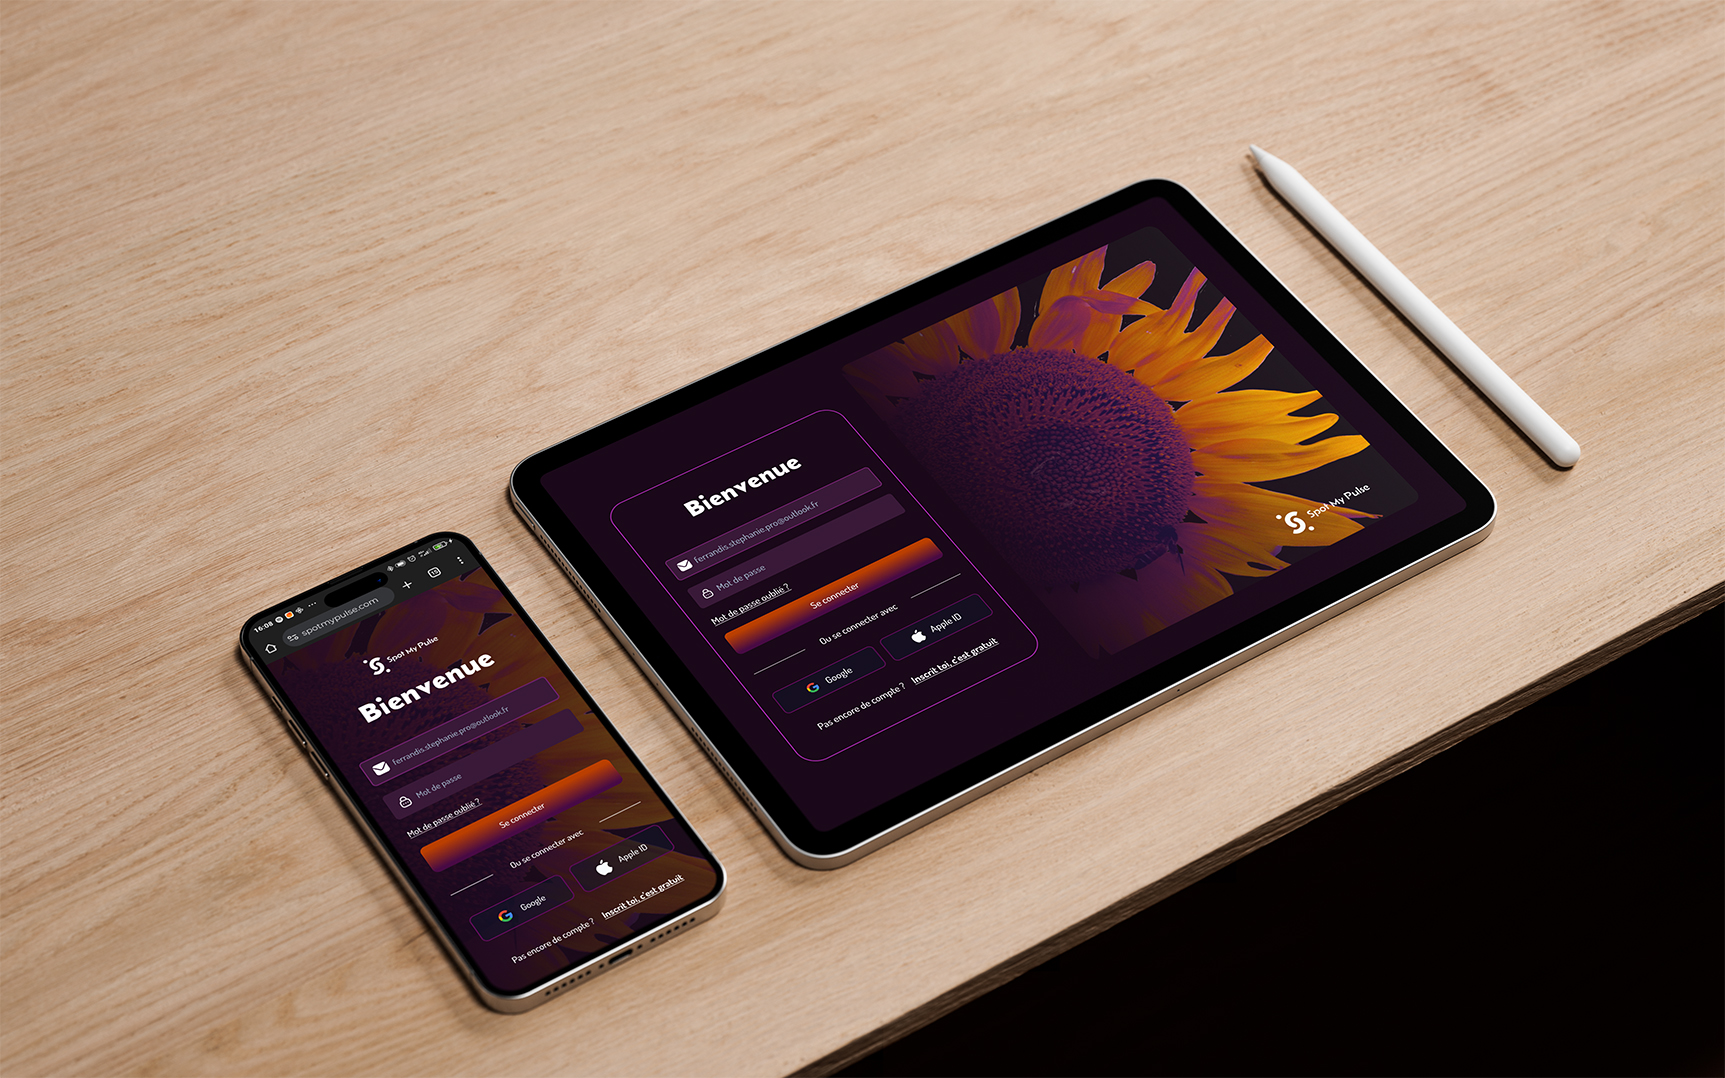 16:08
spotmypulse.com
Spot My Pulse
Bienvenue
ferrandis.stephanie.pro@outlook.fr
Mot de passe
Mot de passe oublié ?
Se connecter
Ou se connecter avec
Google
Apple ID
Pas encore de compte ? Inscrit toi, c'est gratuit
Bienvenue
ferrandis.stephanie.pro@outlook.fr
Mot de passe
Mot de passe oublié ?
Se connecter
Ou se connecter avec
Google
Apple ID
Pas encore de compte ? Inscrit toi, c'est gratuit
Spot My Pulse